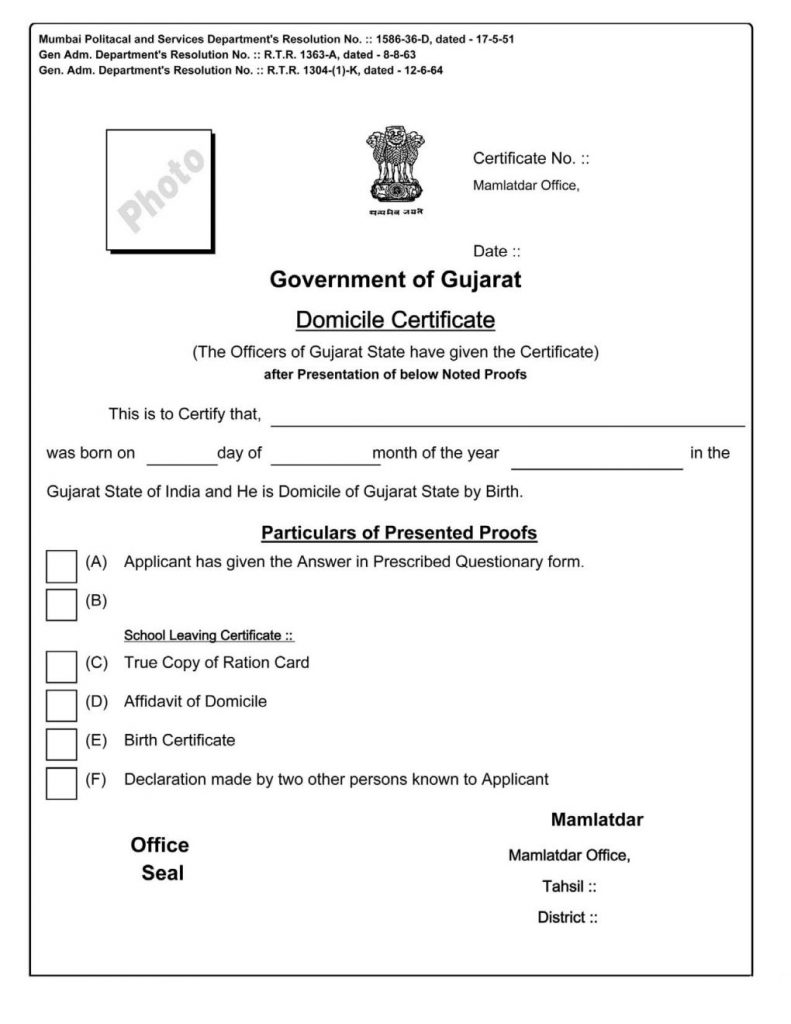 Mumbai Politacal and Services Department's Resolution No. :: 1586-36-D, dated - 17-5-51
Gen Adm. Department's Resolution No. :: R.T.R. 1363-A, dated - 8-8-63
Gen. Adm. Department's Resolution No. :: R.T.R. 1304-(1)-K, dated - 12-6-64
Photo
सत्यमेव जयते
Certificate No. ::
Mamlatdar Office,
Date ::
Government of Gujarat
Domicile Certificate
(The Officers of Gujarat State have given the Certificate)
after Presentation of below Noted Proofs
This is to Certify that,
was born on day of month of the year in the
Gujarat State of India and He is Domicile of Gujarat State by Birth.
Particulars of Presented Proofs
(A) Applicant has given the Answer in Prescribed Questionary form.
(B)
School Leaving Certificate ::
(C) True Copy of Ration Card
(D) Affidavit of Domicile
(E) Birth Certificate
(F) Declaration made by two other persons known to Applicant
Office
Seal
Mamlatdar
Mamlatdar Office,
Tahsil ::
District ::